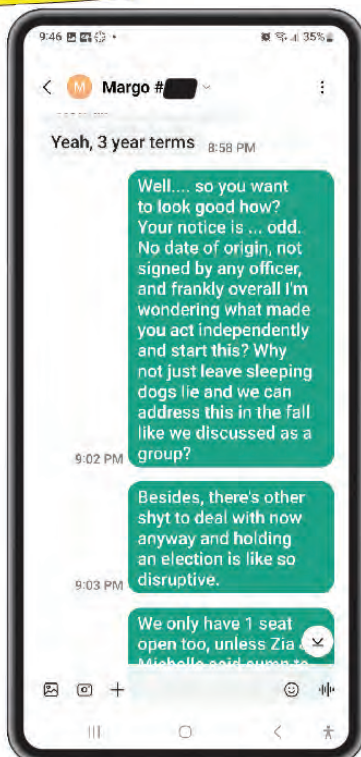 9:46
35%
Margo #
Yeah, 3 year terms 8:58 PM
Well.... so you want
to look good how?
Your notice is ... odd.
No date of origin, not
signed by any officer,
and frankly overall I'm
wondering what made
you act independently
and start this? Why
not just leave sleeping
dogs lie and we can
address this in the fall
like we discussed as a
group?
9:02 PM
Besides, there's other
shyt to deal with now
anyway and holding
an election is like so
disruptive.
9:03 PM
We only have 1 seat
open too, unless Zia
Michelle said